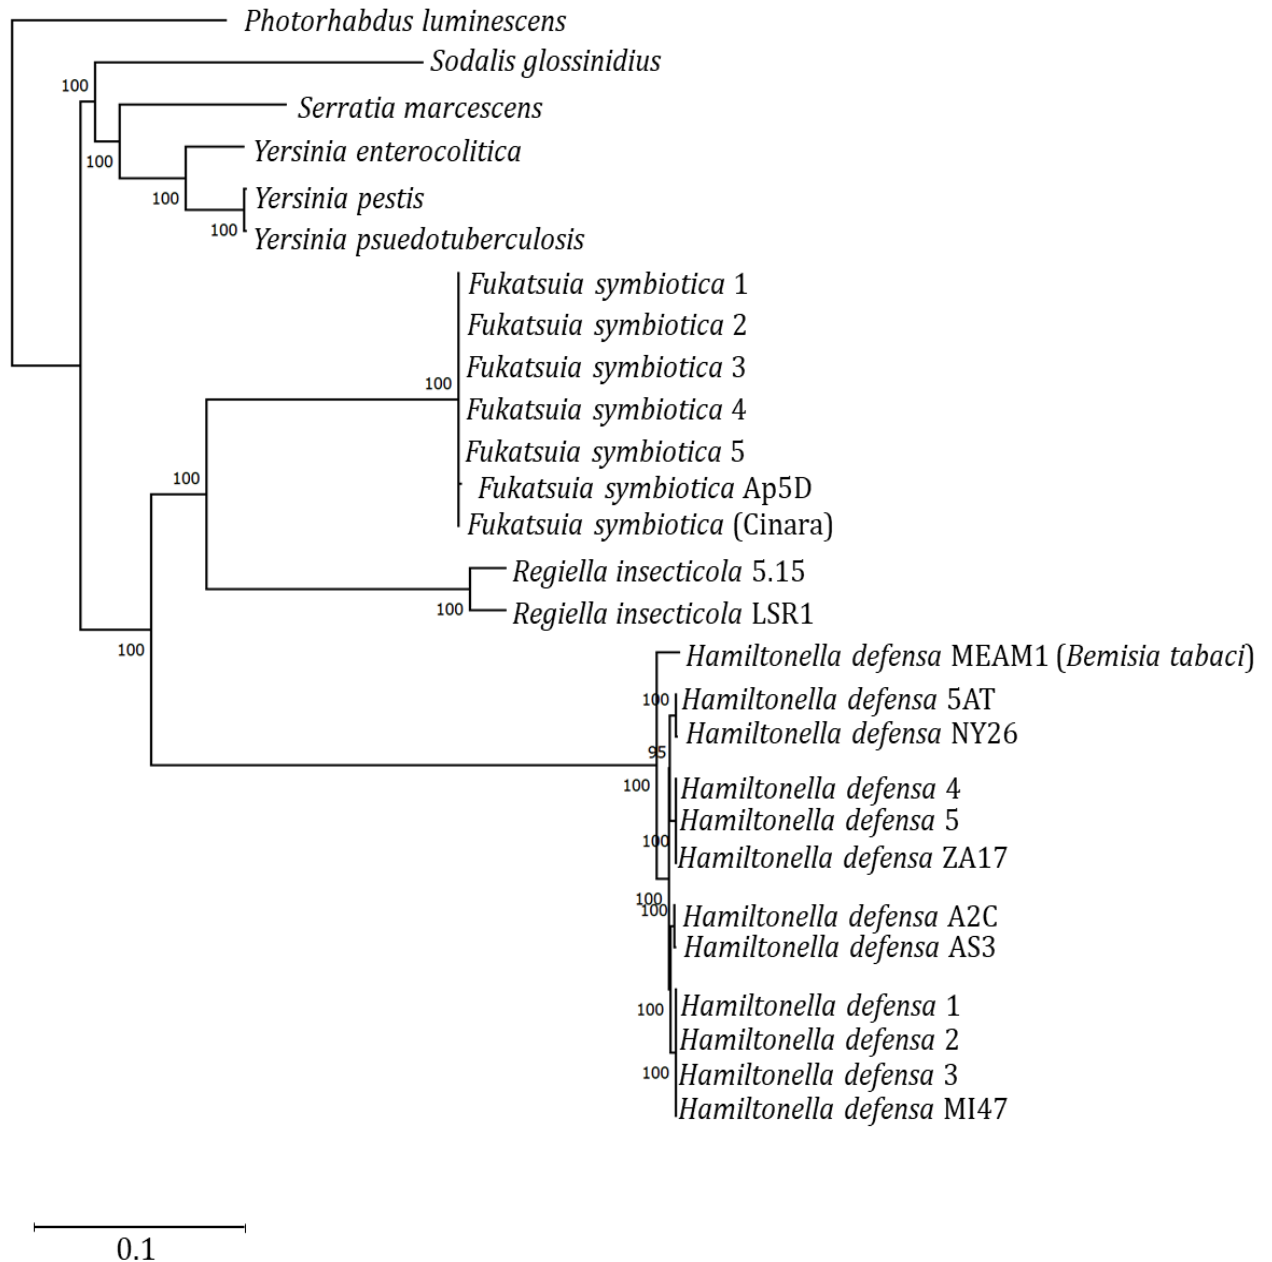 Photorhabdus luminescens
Sodalis glossinidius
100
Serratia marcescens
Yersinia enterocolitica
100
Yersinia pestis
100
100
Yersinia psuedotuberculosis
Fukatsuia symbiotica 1
Fukatsuia symbiotica 2
Fukatsuia symbiotica 3
100
Fukatsuia symbiotica 4
Fukatsuia symbiotica 5
100
Fukatsuia symbiotica Ap5D
Fukatsuia symbiotica (Cinara)
Regiella insecticola 5.15
100
Regiella insecticola LSR1
100
Hamiltonella defensa MEAM1 (Bemisia tabaci)
100
Hamiltonella defensa 5AT
Hamiltonella defensa NY26
95
100
Hamiltonella defensa 4
Hamiltonella defensa 5
100
Hamiltonella defensa ZA17
100
100
Hamiltonella defensa A2C
Hamiltonella defensa AS3
Hamiltonella defensa 1
100
Hamiltonella defensa 2
100
Hamiltonella defensa 3
Hamiltonella defensa MI47
0.1